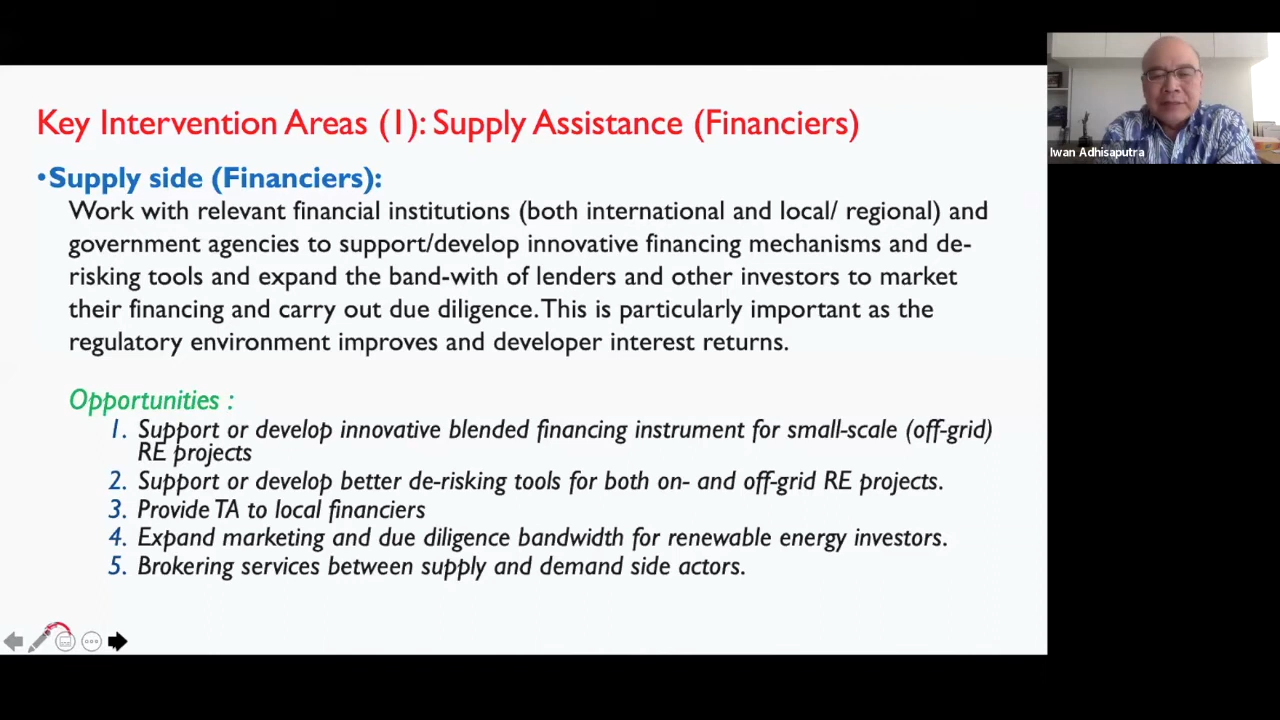 Key Intervention Areas (1): Supply Assistance (Financiers)
•Supply side (Financiers):
Work with relevant financial institutions (both international and local/ regional) and
government agencies to support/develop innovative financing mechanisms and de-
risking tools and expand the band-with of lenders and other investors to market
their financing and carry out due diligence. This is particularly important as the
regulatory environment improves and developer interest returns.
Opportunities :
1. Support or develop innovative blended financing instrument for small-scale (off-grid)
RE projects
2. Support or develop better de-risking tools for both on- and off-grid RE projects.
3. Provide TA to local financiers
4. Expand marketing and due diligence bandwidth for renewable energy investors.
5. Brokering services between supply and demand side actors.
Iwan Adhisaputra